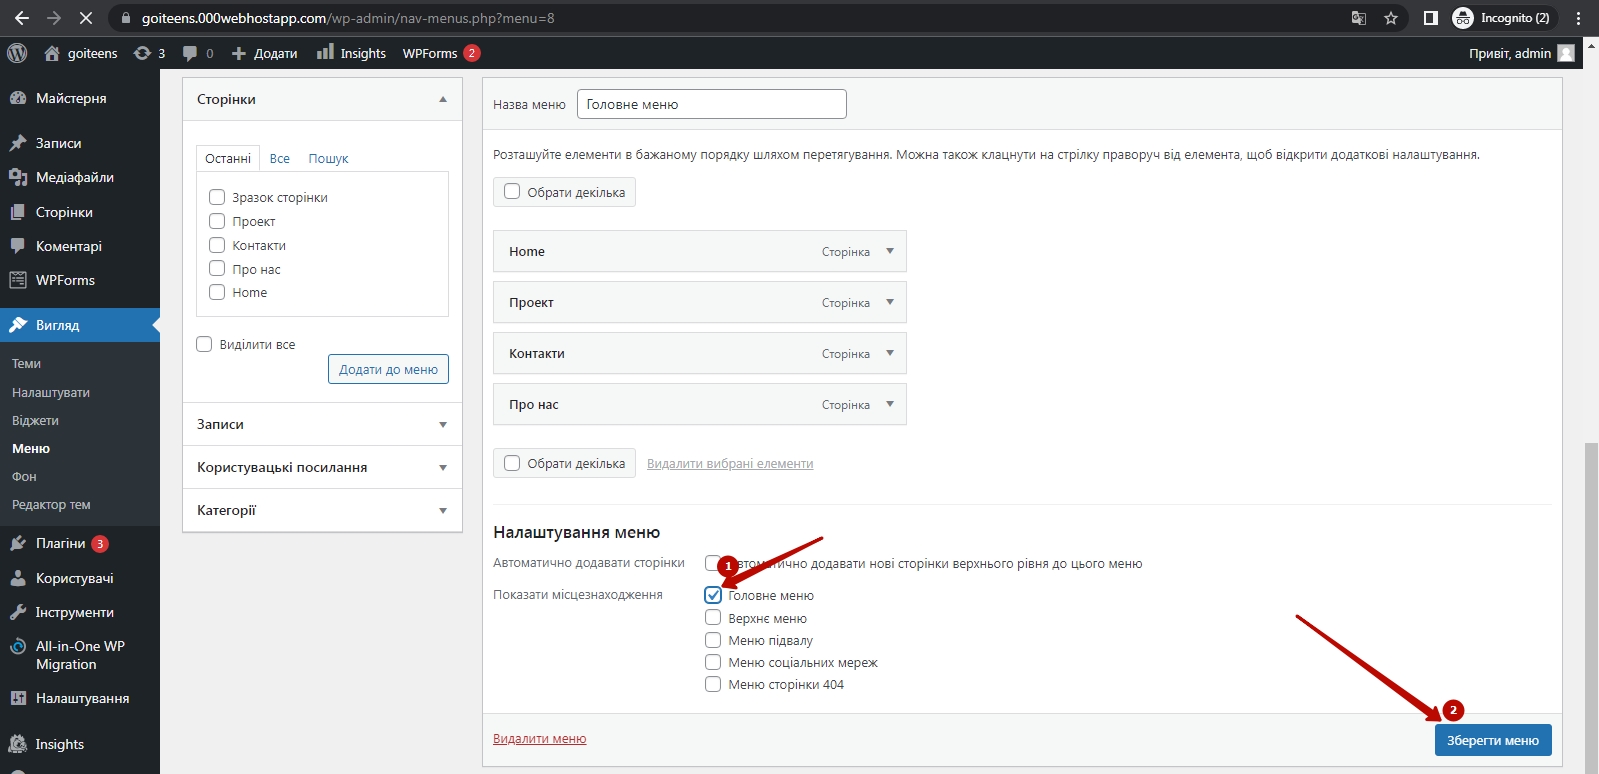 goiteens.000webhostapp.com/wp-admin/nav-menus.php?menu=8
Incognito (2)
goiteens
3
0
Додати
Insights
WPForms 2
Привіт, admin
Майстерня
Записи
Медіафайли
Сторінки
Коментарі
WPForms
Вигляд
Теми
Налаштувати
Віджети
Меню
Фон
Редактор тем
Плагіни 3
Користувачі
Інструменти
All-in-One WP
Migration
Налаштування
Insights
Сторінки
Останні Все Пошук
Зразок сторінки
Проект
Контакти
Про нас
Home
Виділити все
Додати до меню
Записи
Користувацькі посилання
Категорії
Назва меню Головне меню
Розташуйте елементи в бажаному порядку шляхом перетягування. Можна також клацнути на стрілку праворуч від елемента, щоб відкрити додаткові налаштування.
Обрати декілька
Home Сторінка
Проект Сторінка
Контакти Сторінка
Про нас Сторінка
Обрати декілька Видалити вибрані елементи
Налаштування меню
Автоматично додавати сторінки 1 втоматично додавати нові сторінки верхнього рівня до цього меню
Показати місцезнаходження Головне меню
Верхнє меню
Меню підвалу
Меню соціальних мереж
Меню сторінки 404
2
Видалити меню Зберегти меню